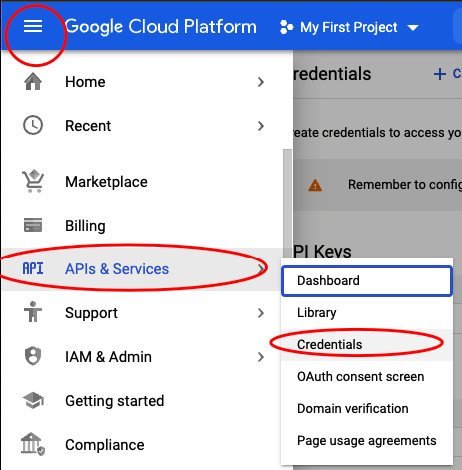 Google Cloud Platform
My First Project
Home
Recent
Marketplace
Billing
API
APIs & Services
Support
IAM & Admin
Getting started
Compliance
redentials
+ C
reate credentials to access yo
Remember to config
PI Keys
Dashboard
Library
Credentials
OAuth consent screen
Domain verification
Page usage agreements